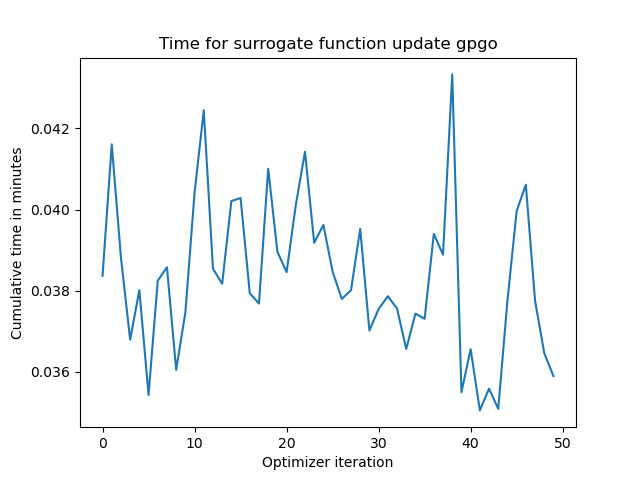 Time for surrogate function update gpgo
Cumulative time in minutes
0.042
0.040
0.038
0.036
0 10 20 30 40 50
Optimizer iteration